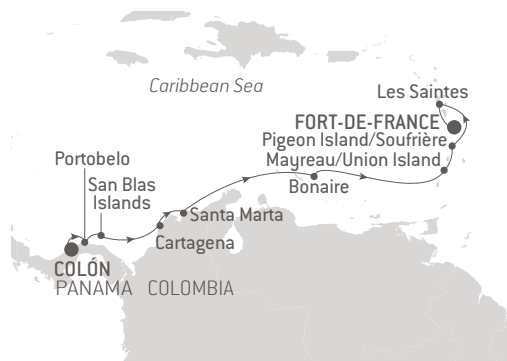 Caribbean Sea
Les Saintes
FORT-DE-FRANCE
Pigeon Island/Soufrière
Mayreau/Union Island
Bonaire
Portobelo
San Blas
Islands
Santa Marta
Cartagena
COLÓN
PANAMA COLOMBIA